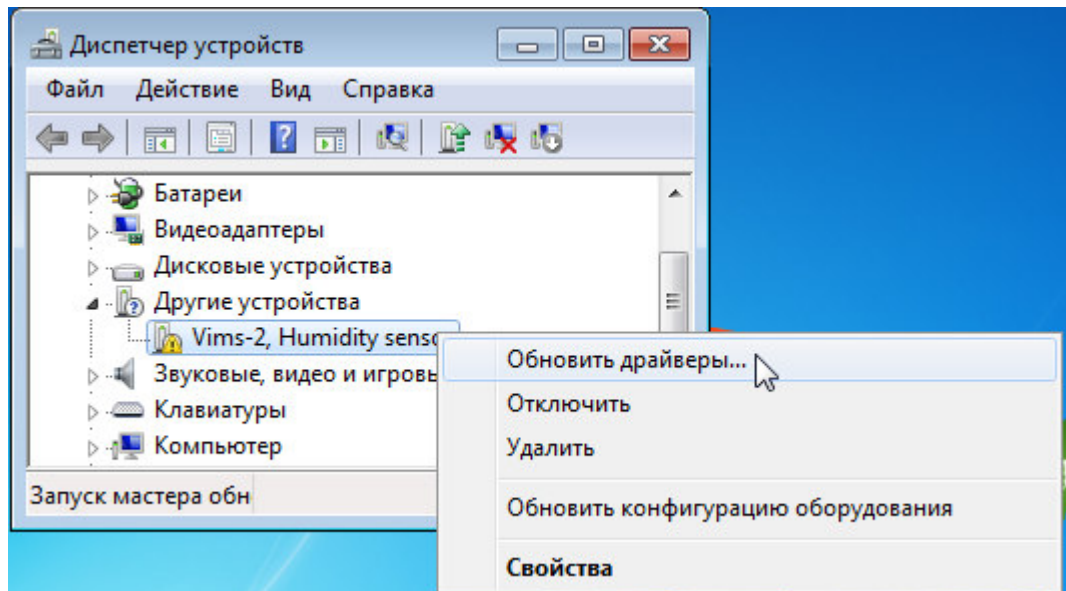 Диспетчер устройств
Файл Действие Вид Справка
Батареи
Видеоадаптеры
Дисковые устройства
Другие устройства
Vims-2, Humidity senso
Звуковые, видео и игровы
Клавиатуры
Компьютер
Запуск мастера обн
Обновить драйверы...
Отключить
Удалить
Обновить конфигурацию оборудования
Свойства